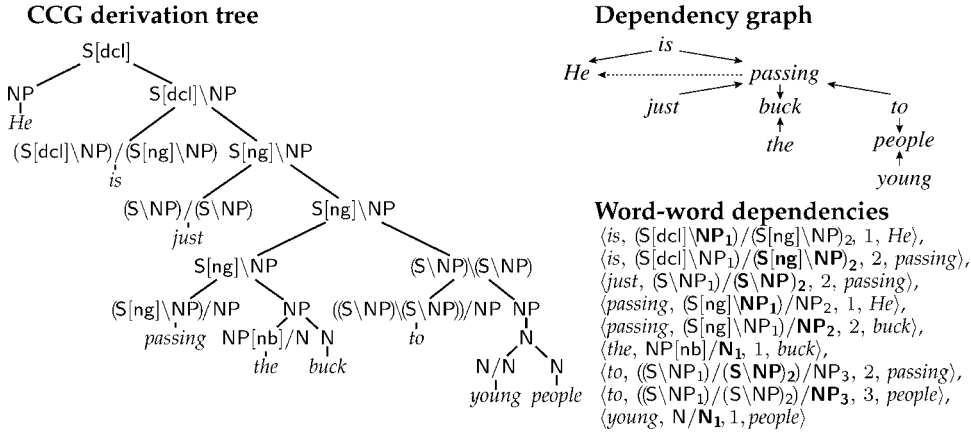 CCG derivation tree
S[dcl]
NP
S[dcl]\NP
He
(S[dcl]\NP)/(S[ng]\NP)
S[ng]\NP
is
(S\NP)/(S\NP)
S[ng]\NP
just
S[ng]\NP
(S\NP)\(S\NP)
(S[ng]\NP)/NP
NP
((S\NP)\(S\NP))/NP
NP
passing
NP[nb]/N
N
to
N
the
buck
N/N
N
young
people
Dependency graph
is
He
passing
just
buck
to
the
people
young
Word-word dependencies
⟨is, (S[dcl]\NP₁)/(S[ng]\NP)₂, 1, He⟩,
⟨is, (S[dcl]\NP₁)/(S[ng]\NP)₂, 2, passing⟩,
⟨just, (S\NP₁)/(S\NP)₂, 2, passing⟩,
⟨passing, (S[ng]\NP₁)/NP₂, 1, He⟩,
⟨passing, (S[ng]\NP₁)/NP₂, 2, buck⟩,
⟨the, NP[nb]/N₁, 1, buck⟩,
⟨to, ((S\NP₁)/(S\NP)₂)/NP₃, 2, passing⟩,
⟨to, ((S\NP₁)/(S\NP)₂)/NP₃, 3, people⟩,
⟨young, N/N₁, 1, people⟩